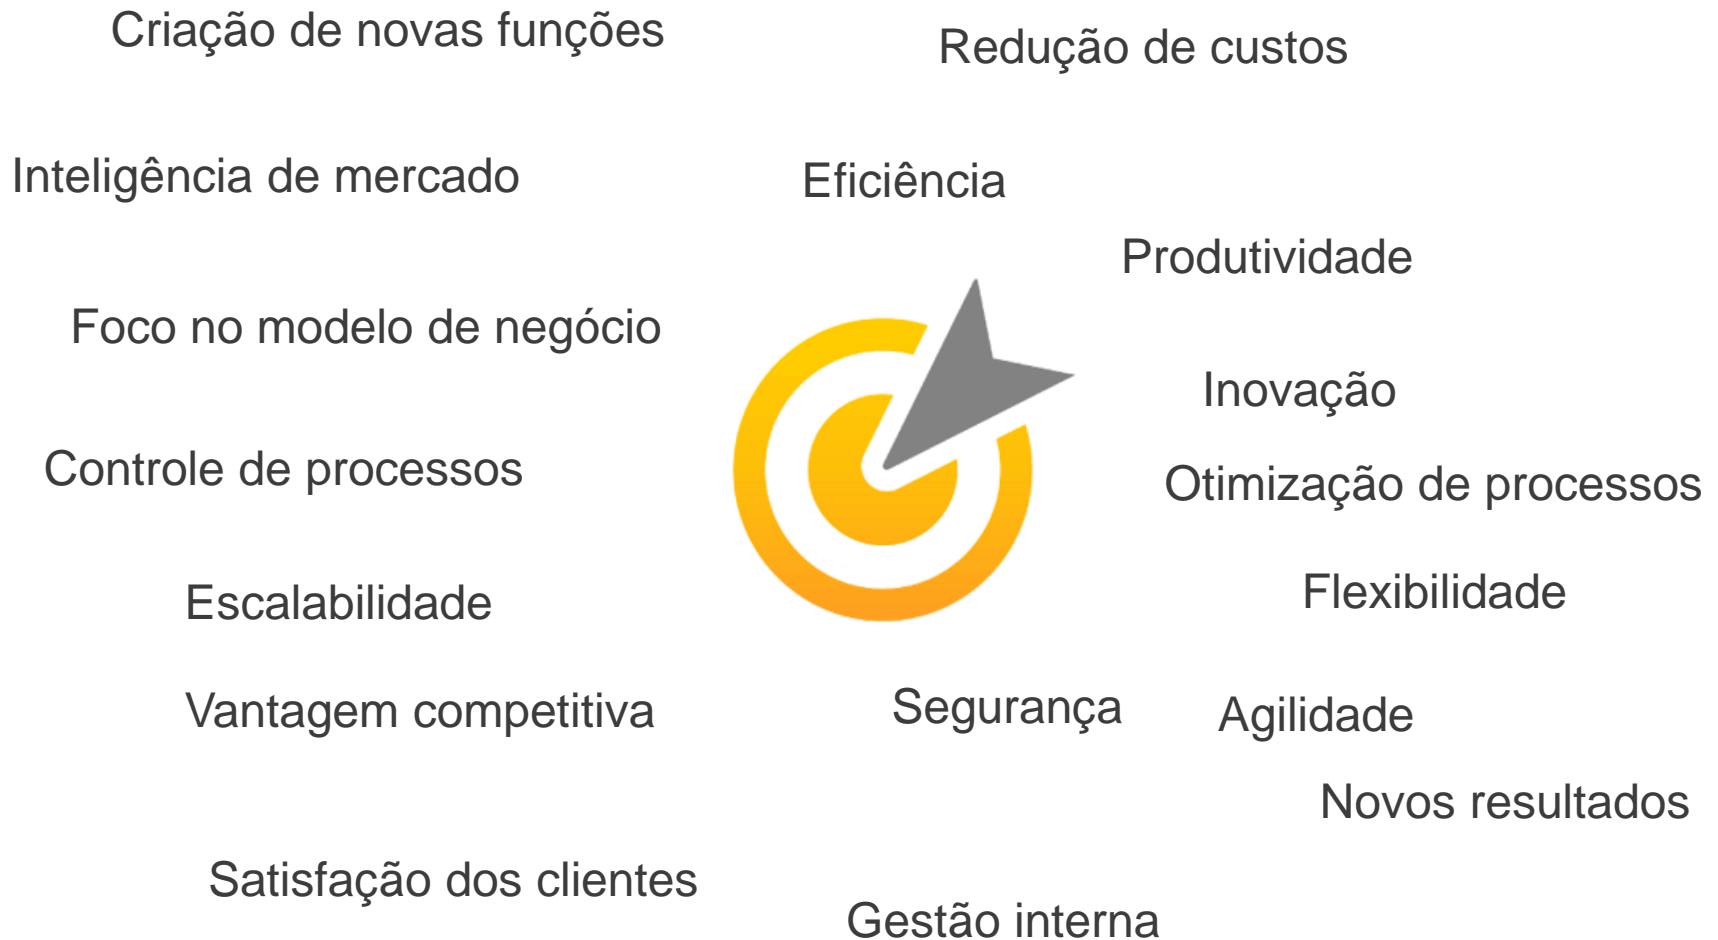 Criação de novas funções
Redução de custos
Inteligência de mercado
Eficiência
Produtividade
Foco no modelo de negócio
Inovação
Controle de processos
Otimização de processos
Escalabilidade
Flexibilidade
Vantagem competitiva
Segurança
Agilidade
Novos resultados
Satisfação dos clientes
Gestão interna